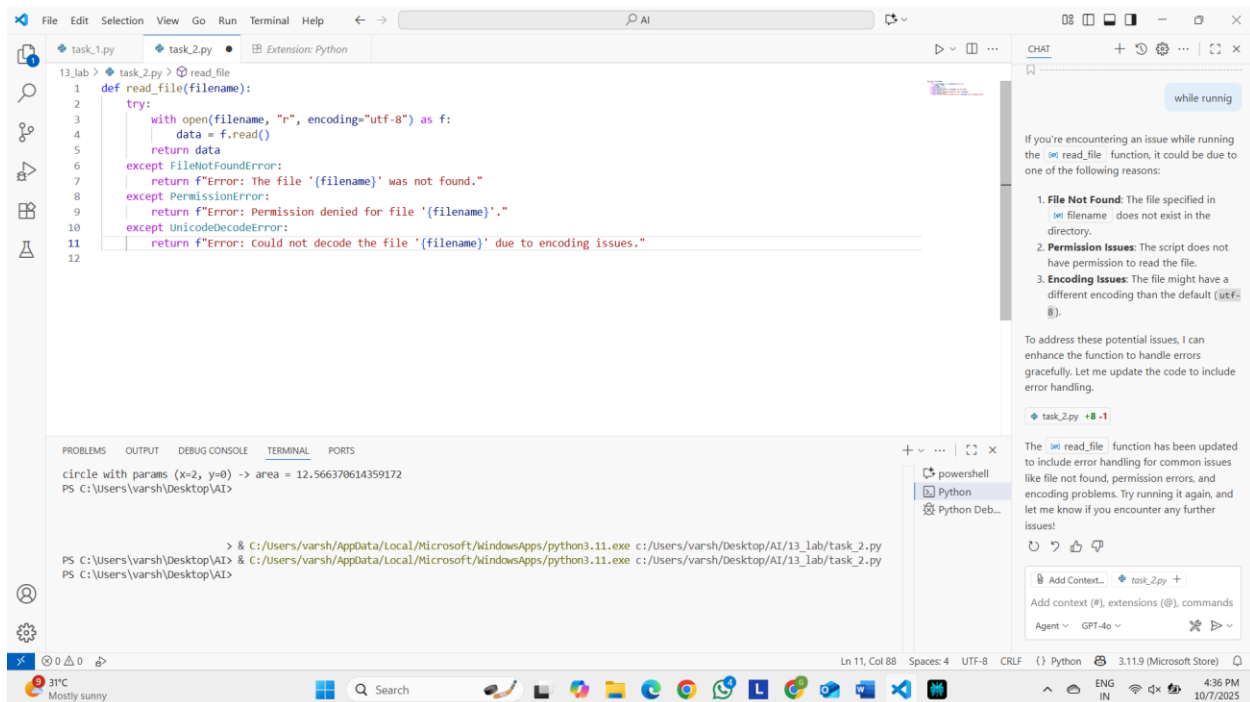 File Edit Selection View Go Run Terminal Help
AI
task_1.py
task_2.py
Extension: Python
13_lab > task_2.py > read_file
1 def read_file(filename):
2 try:
3 with open(filename, "r", encoding="utf-8") as f:
4 data = f.read()
5 return data
6 except FileNotFoundError:
7 return f"Error: The file '{filename}' was not found."
8 except PermissionError:
9 return f"Error: Permission denied for file '{filename}'."
10 except UnicodeDecodeError:
11 return f"Error: Could not decode the file '{filename}' due to encoding issues."
12
PROBLEMS OUTPUT DEBUG CONSOLE TERMINAL PORTS
circle with params (x=2, y=0) -> area = 12.566370614359172
PS C:\Users\varsh\Desktop\AI>
> & C:/Users/varsh/AppData/Local/Microsoft/WindowsApps/python3.11.exe c:/Users/varsh/Desktop/AI/13_lab/task_2.py
PS C:\Users\varsh\Desktop\AI> & C:/Users/varsh/AppData/Local/Microsoft/WindowsApps/python3.11.exe c:/Users/varsh/Desktop/AI/13_lab/task_2.py
PS C:\Users\varsh\Desktop\AI>
powershell
Python
Python Deb...
CHAT
while runnig
If you're encountering an issue while running
the read_file function, it could be due to
one of the following reasons:
1. File Not Found: The file specified in
filename does not exist in the
directory.
2. Permission Issues: The script does not
have permission to read the file.
3. Encoding Issues: The file might have a
different encoding than the default (utf-
8).
To address these potential issues, I can
enhance the function to handle errors
gracefully. Let me update the code to include
error handling.
task_2.py +8 -1
The read_file function has been updated
to include error handling for common issues
like file not found, permission errors, and
encoding problems. Try running it again, and
let me know if you encounter any further
issues!
Add Context... task_2.py +
Add context (#), extensions (@), commands
Agent GPT-4o
0 0 Ln 11, Col 88 Spaces: 4 UTF-8 CRLF {} Python 3.11.9 (Microsoft Store)
31°C
Mostly sunny
Search
ENG
IN
4:36 PM
10/7/2025